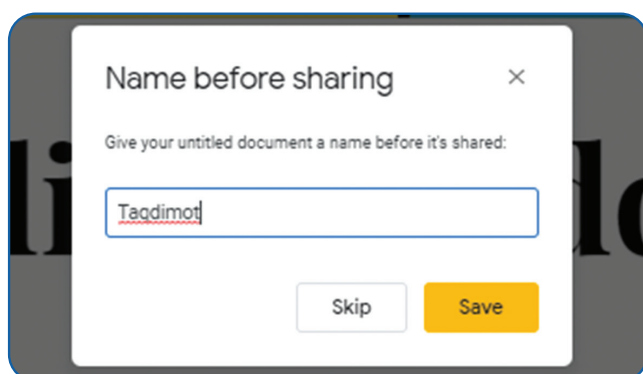 Name before sharing
Give your untitled document a name before it's shared:
Taqdimot
Skip Save